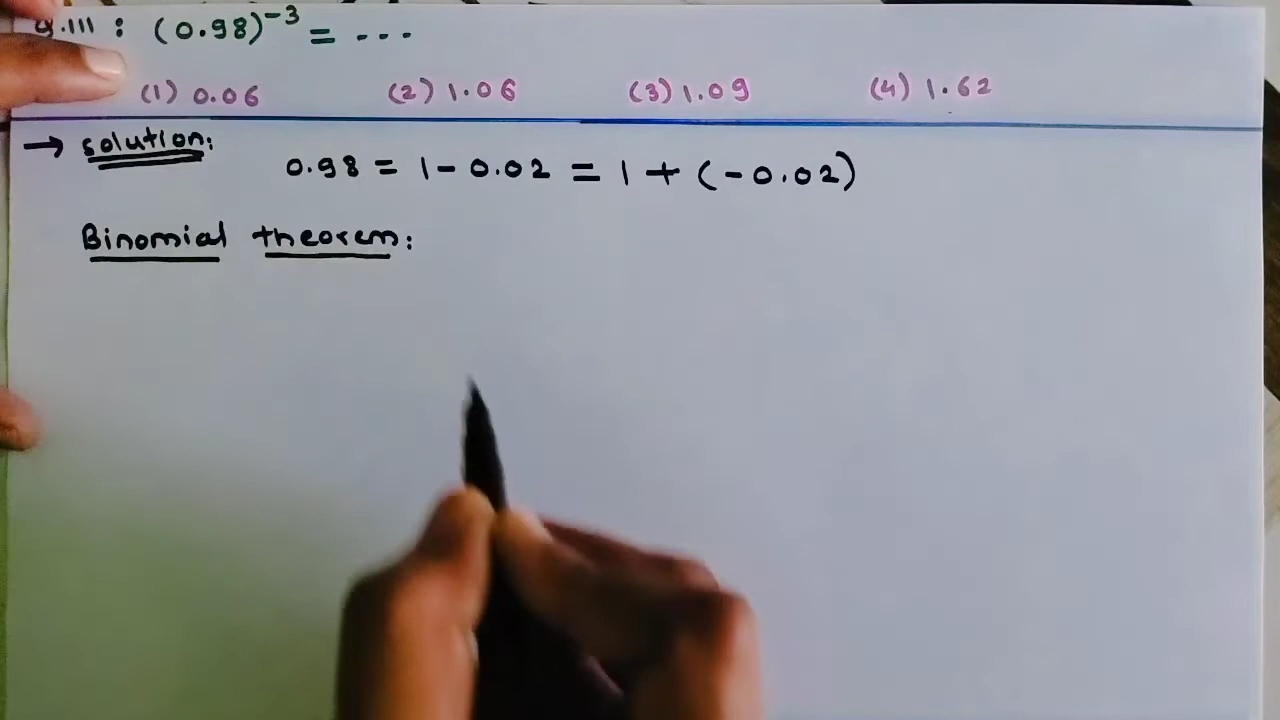 Q.111 : (0.98)⁻³ = ...
(1) 0.06 (2) 1.06 (3) 1.09 (4) 1.62
→ Solution:
0.98 = 1 - 0.02 = 1 + (-0.02)
Binomial theorem: